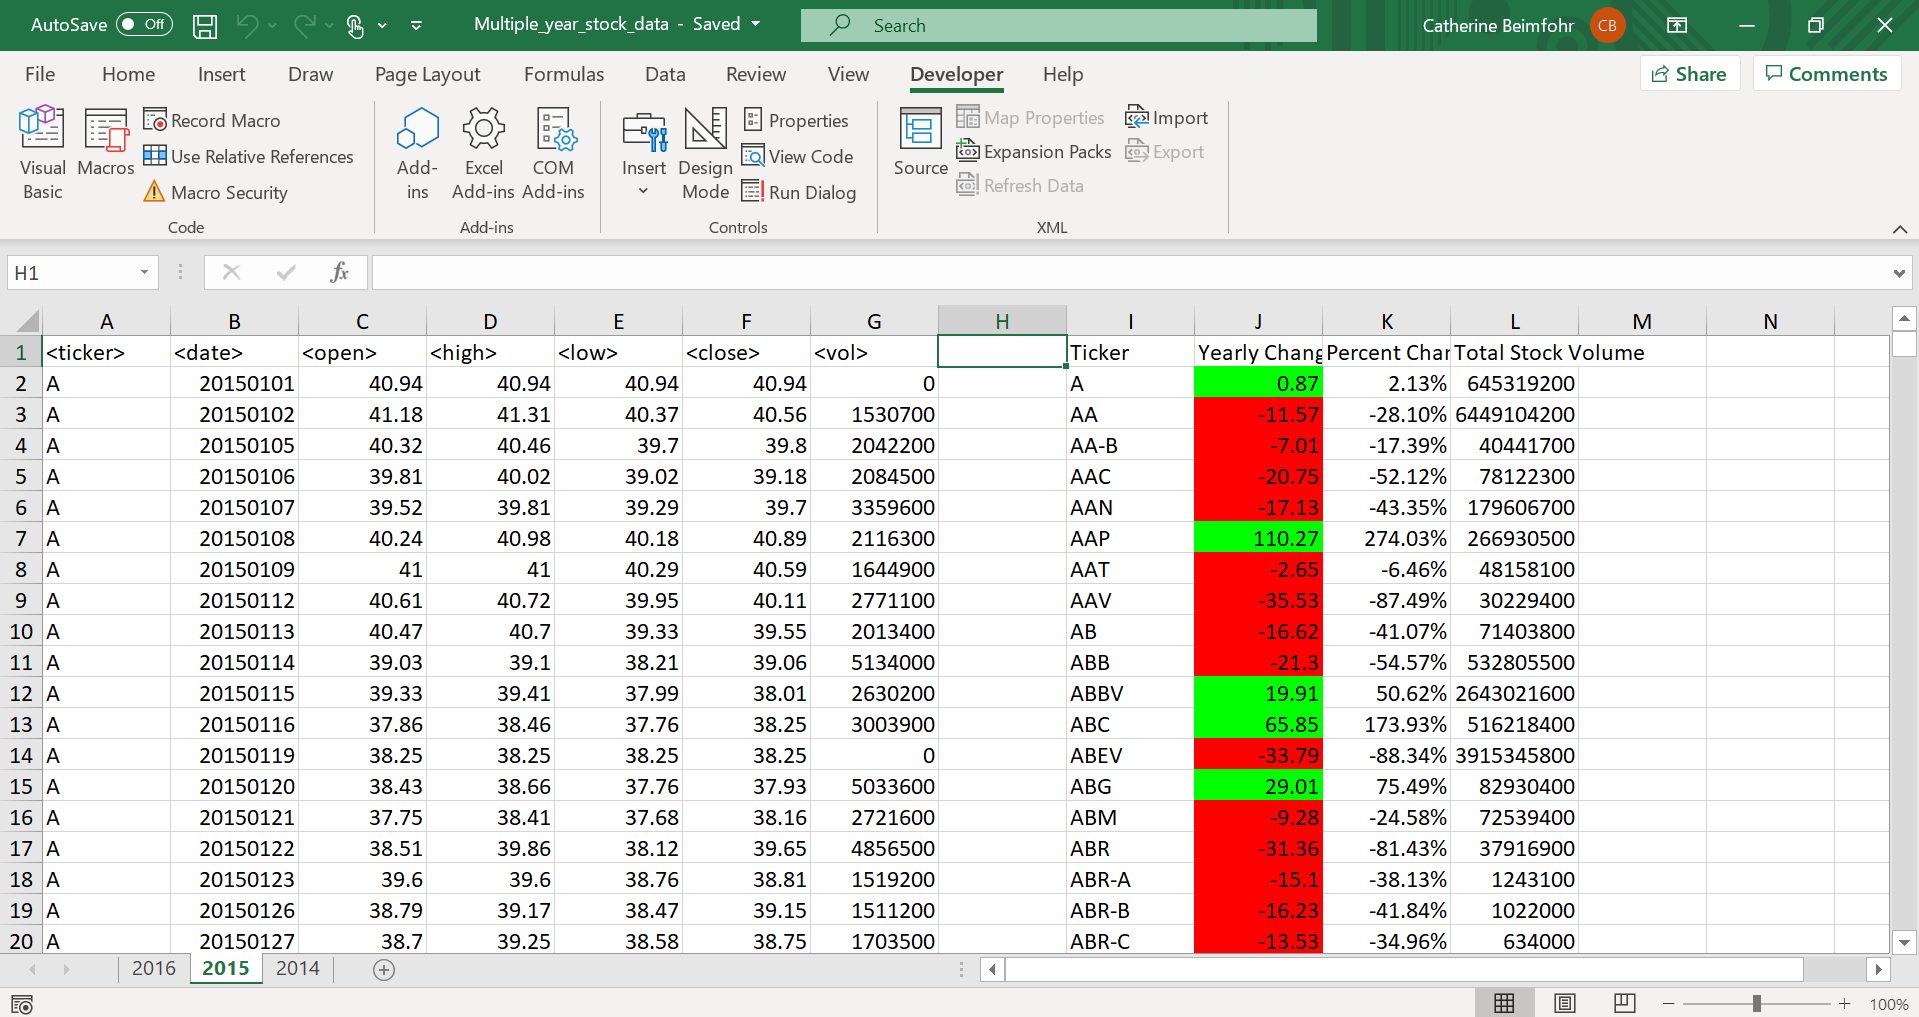 AutoSave Off Multiple_year_stock_data - Saved Search Catherine Beimfohr CB
File Home Insert Draw Page Layout Formulas Data Review View Developer Help Share Comments
Visual Basic Macros Record Macro Use Relative References Macro Security
Code
Add-ins Excel Add-ins COM Add-ins
Add-ins
Insert Design Mode Properties View Code Run Dialog
Controls
Source Map Properties Expansion Packs Refresh Data Import Export
XML
H1 fx
A B C D E F G H I J K L M N
1 <ticker> <date> <open> <high> <low> <close> <vol> Ticker Yearly Chang Percent Char Total Stock Volume
2 A 20150101 40.94 40.94 40.94 40.94 0 A 0.87 2.13% 645319200
3 A 20150102 41.18 41.31 40.37 40.56 1530700 AA -11.57 -28.10% 6449104200
4 A 20150105 40.32 40.46 39.7 39.8 2042200 AA-B -7.01 -17.39% 40441700
5 A 20150106 39.81 40.02 39.02 39.18 2084500 AAC -20.75 -52.12% 78122300
6 A 20150107 39.52 39.81 39.29 39.7 3359600 AAN -17.13 -43.35% 179606700
7 A 20150108 40.24 40.98 40.18 40.89 2116300 AAP 110.27 274.03% 266930500
8 A 20150109 41 41 40.29 40.59 1644900 AAT -2.65 -6.46% 48158100
9 A 20150112 40.61 40.72 39.95 40.11 2771100 AAV -35.53 -87.49% 30229400
10 A 20150113 40.47 40.7 39.33 39.55 2013400 AB -16.62 -41.07% 71403800
11 A 20150114 39.03 39.1 38.21 39.06 5134000 ABB -21.3 -54.57% 532805500
12 A 20150115 39.33 39.41 37.99 38.01 2630200 ABBV 19.91 50.62% 2643021600
13 A 20150116 37.86 38.46 37.76 38.25 3003900 ABC 65.85 173.93% 516218400
14 A 20150119 38.25 38.25 38.25 38.25 0 ABEV -33.79 -88.34% 3915345800
15 A 20150120 38.43 38.66 37.76 37.93 5033600 ABG 29.01 75.49% 82930400
16 A 20150121 37.75 38.41 37.68 38.16 2721600 ABM -9.28 -24.58% 72539400
17 A 20150122 38.51 39.86 38.12 39.65 4856500 ABR -31.36 -81.43% 37916900
18 A 20150123 39.6 39.6 38.76 38.81 1519200 ABR-A -15.1 -38.13% 1243100
19 A 20150126 38.79 39.17 38.47 39.15 1511200 ABR-B -16.23 -41.84% 1022000
20 A 20150127 38.7 39.25 38.58 38.75 1703500 ABR-C -13.53 -34.96% 634000
2016 2015 2014
100%